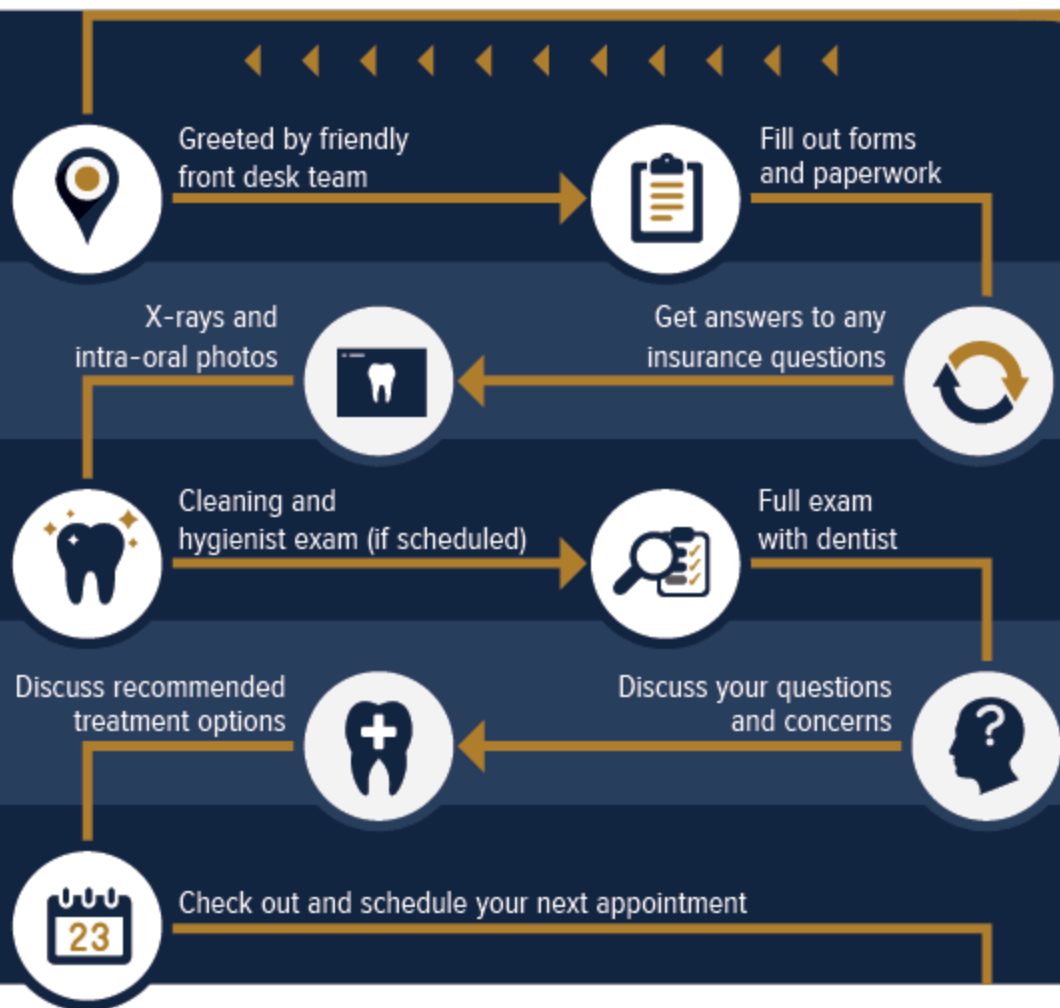 Greeted by friendly
front desk team
Fill out forms
and paperwork
Get answers to any
insurance questions
X-rays and
intra-oral photos
Cleaning and
hygienist exam (if scheduled)
Full exam
with dentist
Discuss your questions
and concerns
?
Discuss recommended
treatment options
23
Check out and schedule your next appointment